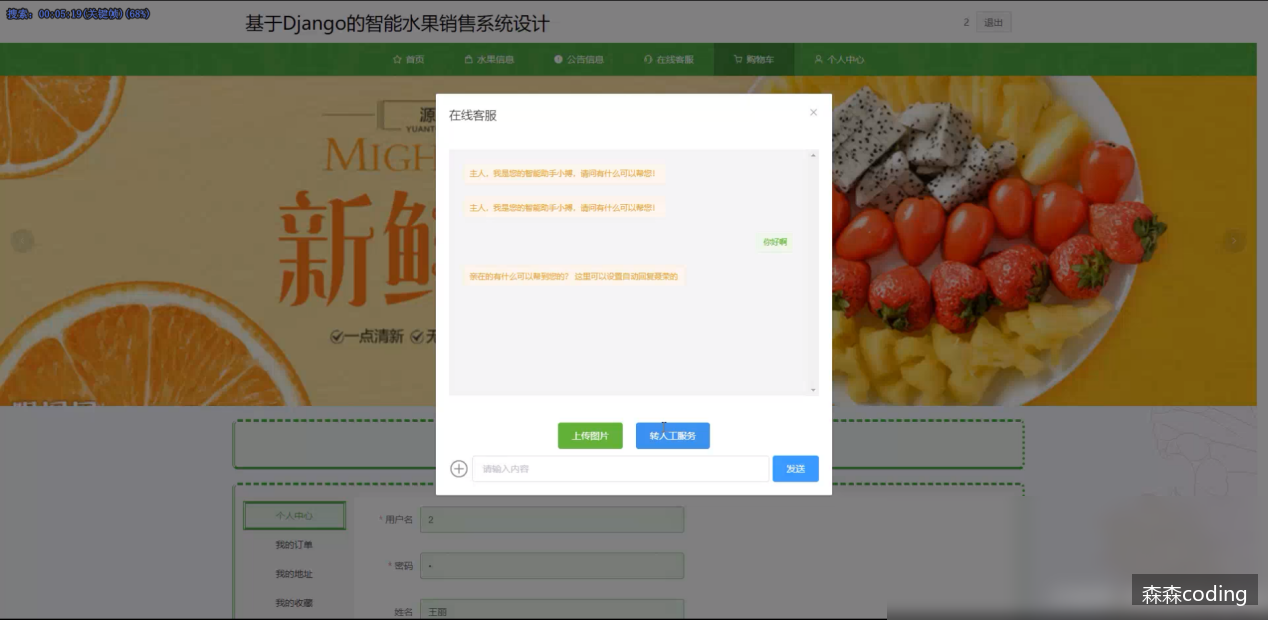 搜索: 00:05:19(关键帧)(68%)
基于Django的智能水果销售系统设计
2
退出
首页
水果信息
公告信息
在线客服
购物车
个人中心
源
YUANT
MIGH
新鲜
一点清新
在线客服
×
主人，我是您的智能助手小搏，请问有什么可以帮您！
主人，我是您的智能助手小搏，请问有什么可以帮您！
你好啊
亲在的有什么可以帮到您的？ 这里可以设置自动回复最笨的
上传图片
转人工服务
请输入内容
发送
个人中心
* 用户名
2
我的订单
我的地址
* 密码
我的收藏
姓名
王丽
森森coding